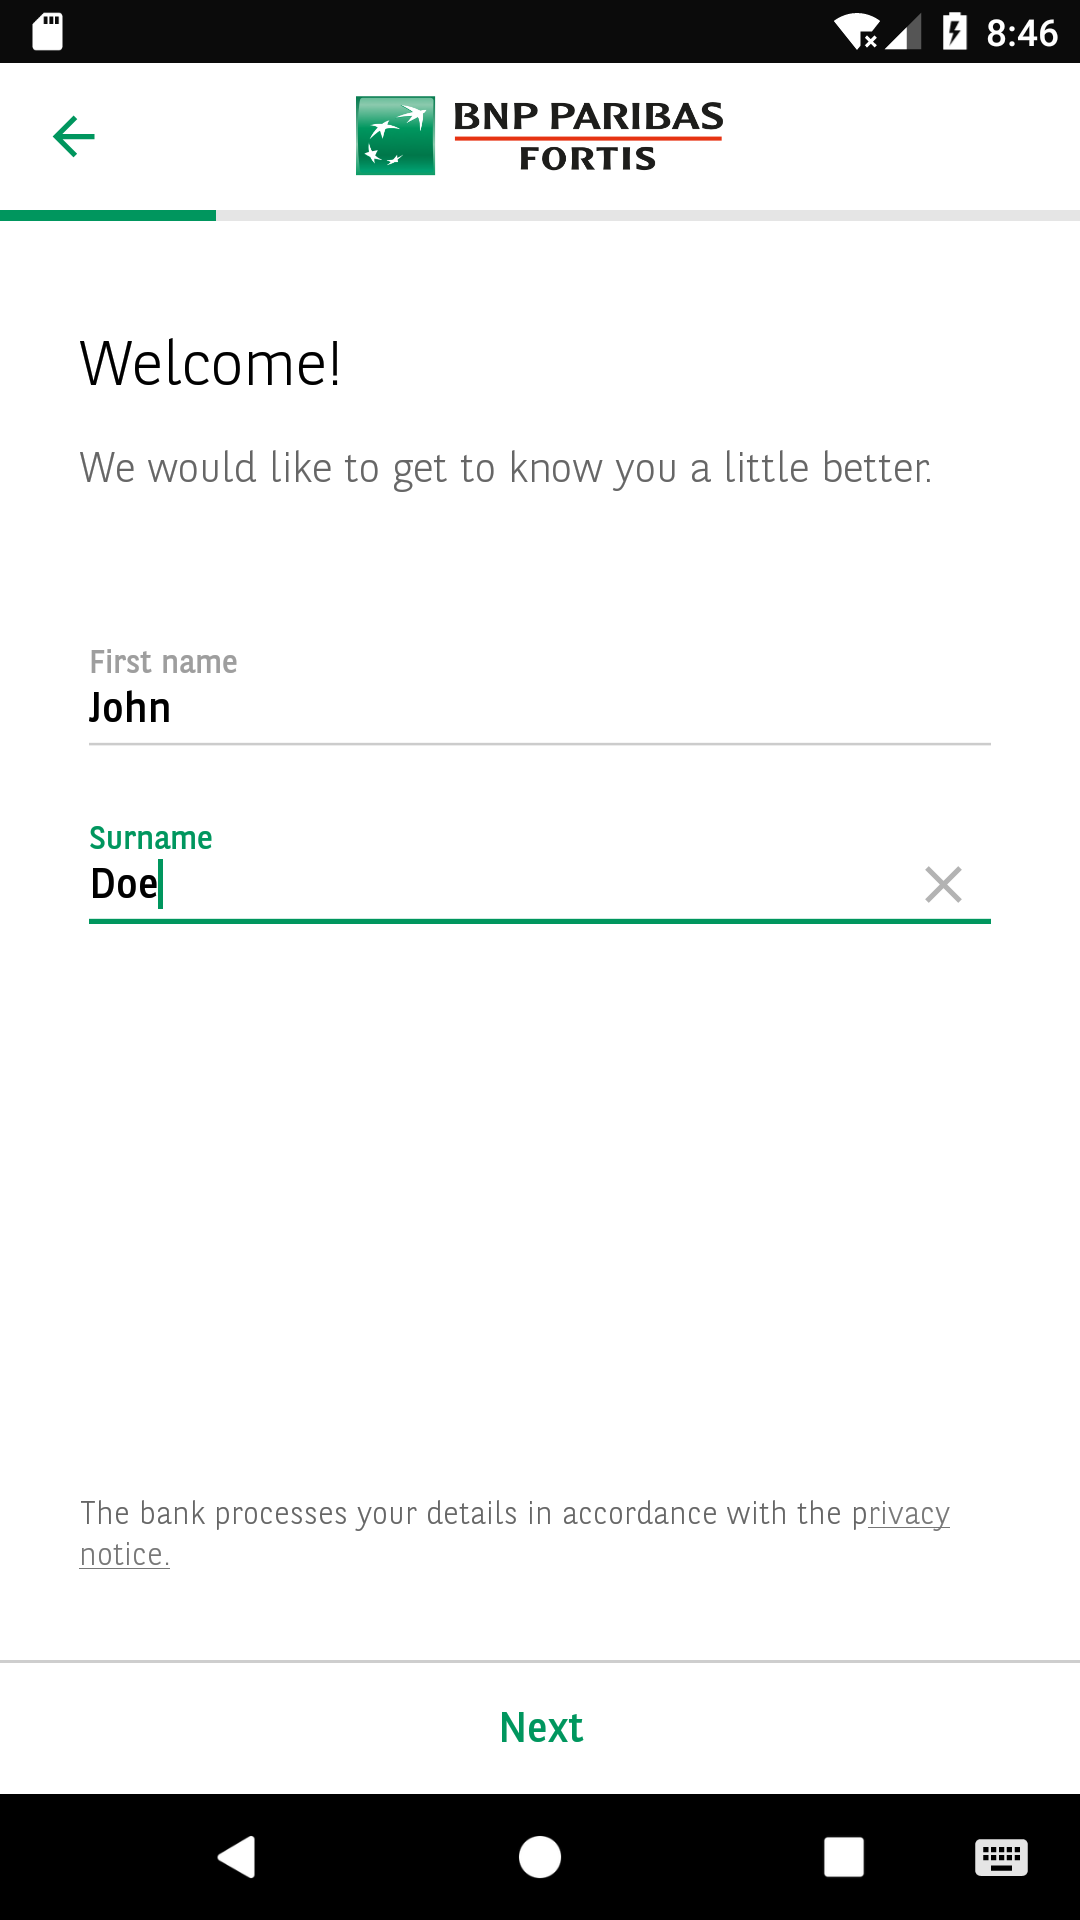 8:46
BNP PARIBAS
FORTIS
Welcome!
We would like to get to know you a little better.
First name
John
Surname
Doe
The bank processes your details in accordance with the privacy
notice.
Next